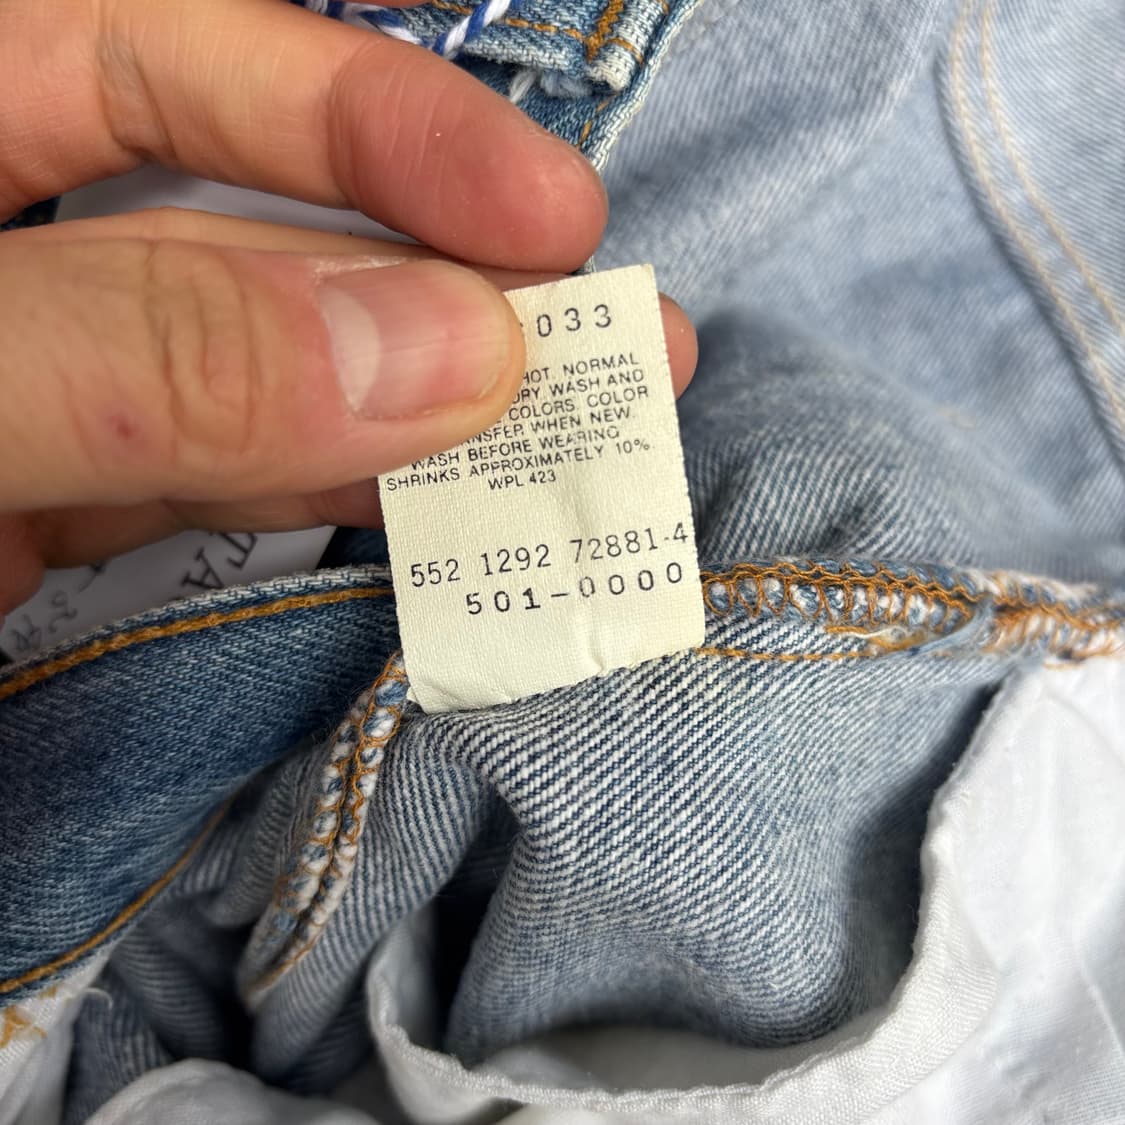 033
HOT. NORMAL
DRY WASH AND
COLORS. COLOR
WHEN NEW.
WASH BEFORE WEARING
SHRINKS APPROXIMATELY 10%
WPL 423
552 1292 72881-4
501-0000